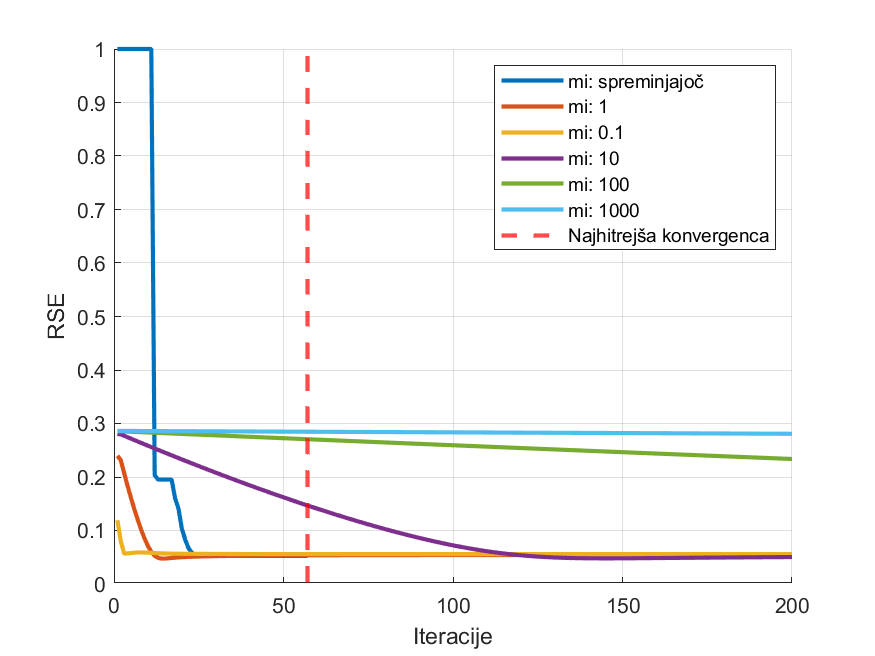 1
0.9
0.8
0.7
0.6
0.5
0.4
0.3
0.2
0.1
0
RSE
0 50 100 150 200
Iteracije
mi: spreminjajoč
mi: 1
mi: 0.1
mi: 10
mi: 100
mi: 1000
Najhitrejša konvergenca